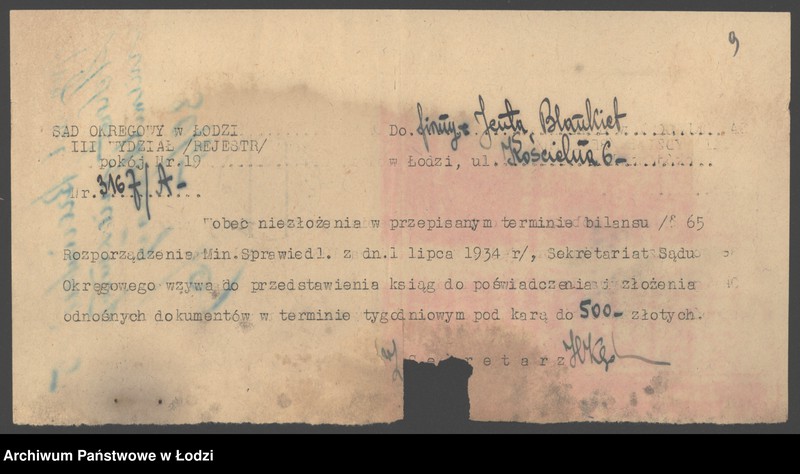 9
SĄD OKRĘGOWY w ŁODZI
III WYDZIAŁ /REJESTR/
pokój Nr.19
Nr. 3167/A-
Do. firmy: Jenta Blaukiet
w Łodzi, ul. Kościelna 6-
Wobec niezłożenia w przepisanym terminie bilansu /§ 65
Rozporządzenia Min.Sprawiedl. z dn.1 lipca 1934 r/, Sekretariat Sądu
Okręgowego wzywa do przedstawienia ksiąg do poświadczenia i złożenia
odnośnych dokumentów w terminie tygodniowym pod karą do 500- złotych.
Sekretarz
Archiwum Państwowe w Łodzi